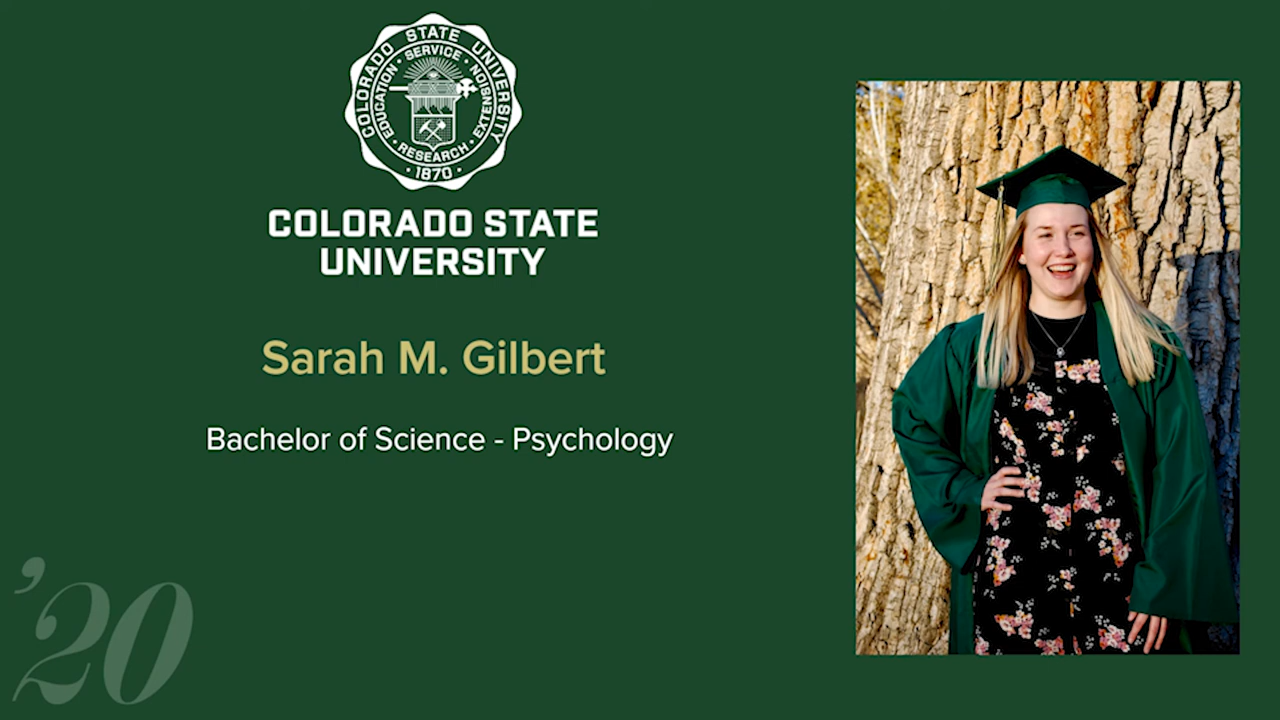 COLORADO STATE UNIVERSITY
EDUCATION • SERVICE • EXTENSION
• RESEARCH •
• 1870 •
COLORADO STATE
UNIVERSITY
Sarah M. Gilbert
Bachelor of Science - Psychology
’20